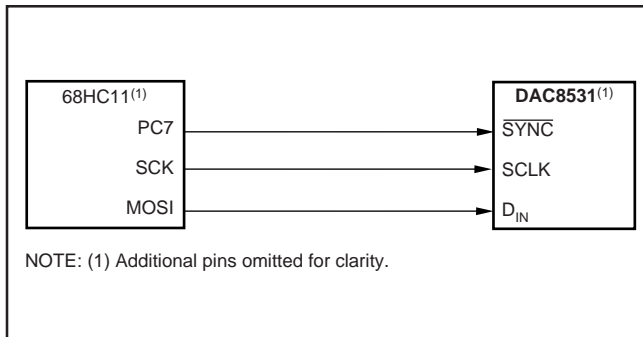 68HC11(1)
DAC8531(1)
PC7
SYNC
SCK
SCLK
MOSI
DIN
NOTE: (1) Additional pins omitted for clarity.